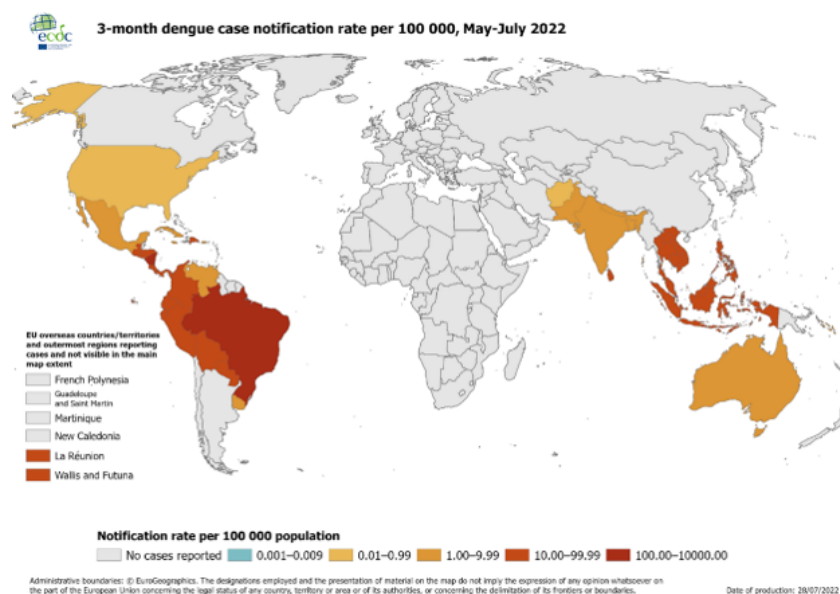 ecdc
3-month dengue case notification rate per 100 000, May-July 2022
EU overseas countries/territories
and outermost regions reporting
cases and not visible in the main
map extent
French Polynesia
Guadeloupe
and Saint Martin
Martinique
New Caledonia
La Réunion
Wallis and Futuna
Notification rate per 100 000 population
No cases reported
0.001–0.009
0.01–0.99
1.00–9.99
10.00–99.99
100.00–10000.00
Administrative boundaries: © EuroGeographics. The designations employed and the presentation of material on the map do not imply the expression of any opinion whatsoever on
the part of the European Union concerning the legal status of any country, territory or area or of its authorities, or concerning the delimitation of its frontiers or boundaries.
Date of production: 28/07/2022